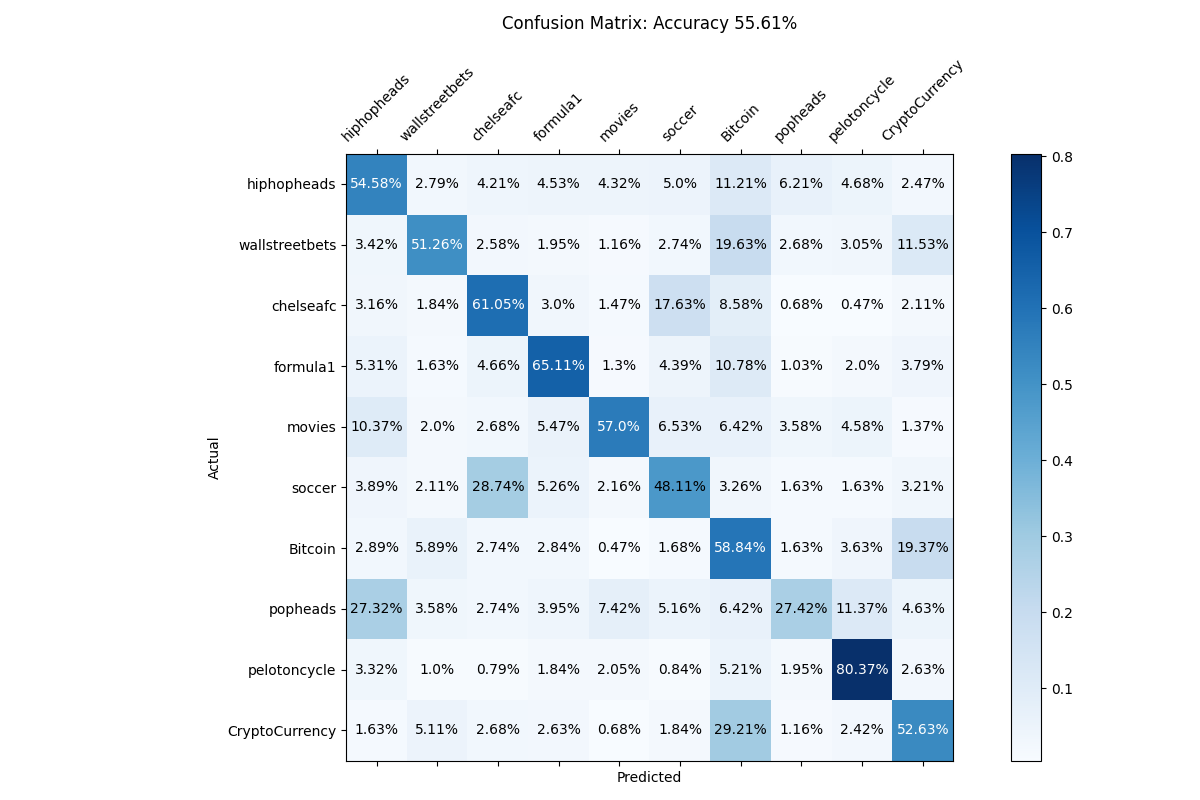 Confusion Matrix: Accuracy 55.61%
hiphopheads wallstreetbets chelseafc formula1 movies soccer Bitcoin popheads pelotoncycle CryptoCurrency
hiphopheads 54.58% 2.79% 4.21% 4.53% 4.32% 5.0% 11.21% 6.21% 4.68% 2.47%
wallstreetbets 3.42% 51.26% 2.58% 1.95% 1.16% 2.74% 19.63% 2.68% 3.05% 11.53%
chelseafc 3.16% 1.84% 61.05% 3.0% 1.47% 17.63% 8.58% 0.68% 0.47% 2.11%
formula1 5.31% 1.63% 4.66% 65.11% 1.3% 4.39% 10.78% 1.03% 2.0% 3.79%
movies 10.37% 2.0% 2.68% 5.47% 57.0% 6.53% 6.42% 3.58% 4.58% 1.37%
soccer 3.89% 2.11% 28.74% 5.26% 2.16% 48.11% 3.26% 1.63% 1.63% 3.21%
Bitcoin 2.89% 5.89% 2.74% 2.84% 0.47% 1.68% 58.84% 1.63% 3.63% 19.37%
popheads 27.32% 3.58% 2.74% 3.95% 7.42% 5.16% 6.42% 27.42% 11.37% 4.63%
pelotoncycle 3.32% 1.0% 0.79% 1.84% 2.05% 0.84% 5.21% 1.95% 80.37% 2.63%
CryptoCurrency 1.63% 5.11% 2.68% 2.63% 0.68% 1.84% 29.21% 1.16% 2.42% 52.63%
Actual
Predicted
0.8
0.7
0.6
0.5
0.4
0.3
0.2
0.1